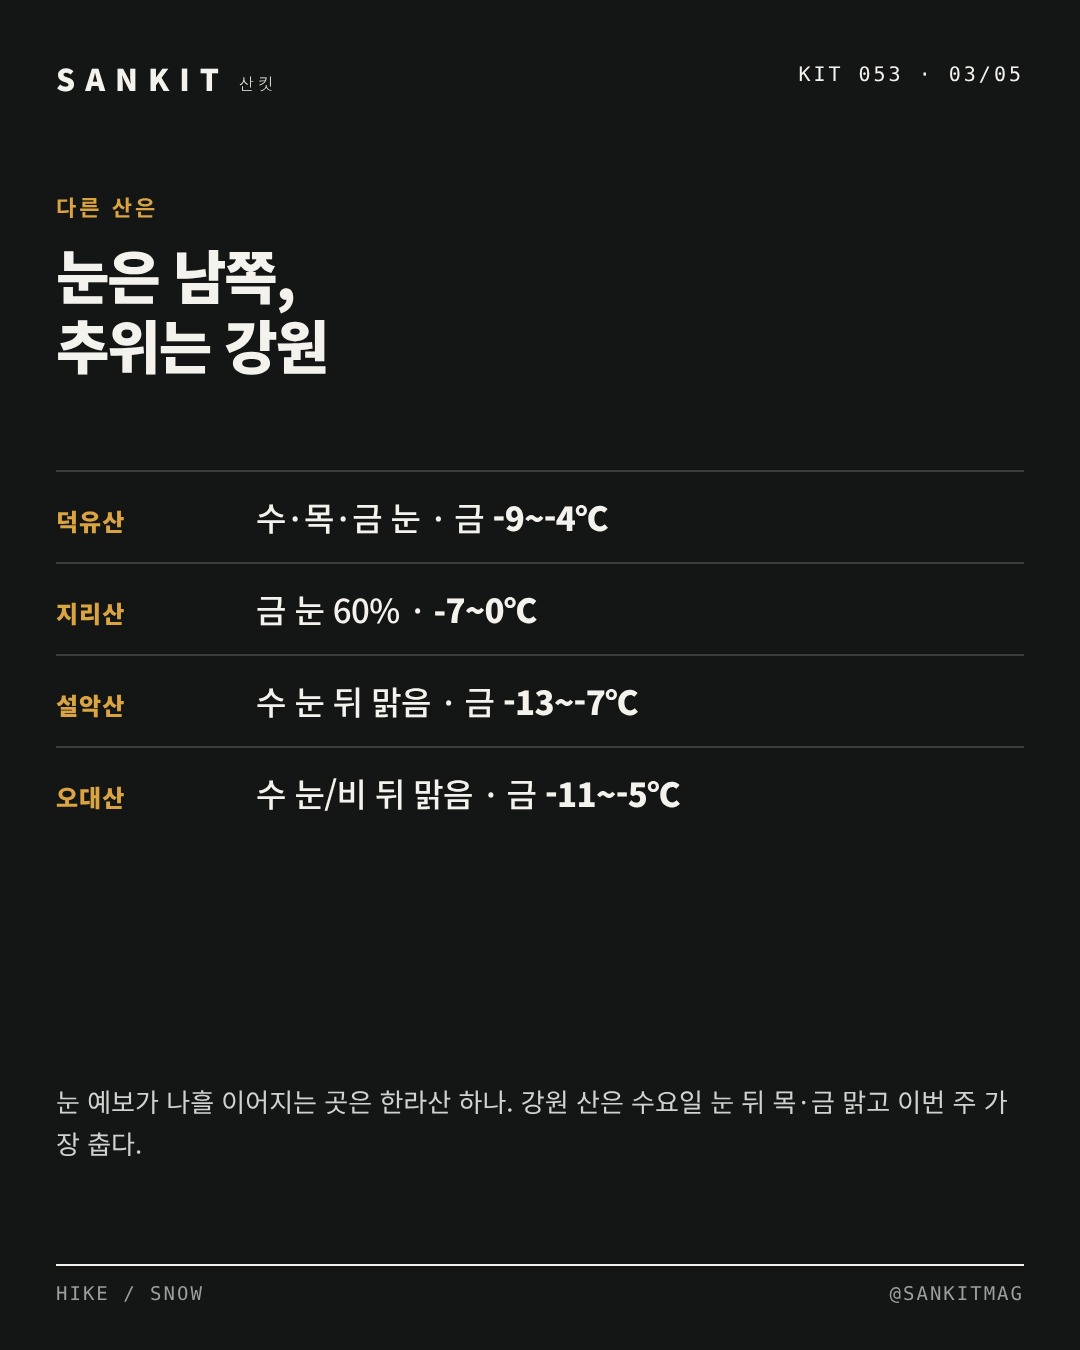 SANKIT 산킷
KIT 053 · 03/05
다른 산은
눈은 남쪽,
추위는 강원
덕유산 수·목·금 눈 · 금 -9~-4℃
지리산 금 눈 60% · -7~0℃
설악산 수 눈 뒤 맑음 · 금 -13~-7℃
오대산 수 눈/비 뒤 맑음 · 금 -11~-5℃
눈 예보가 나흘 이어지는 곳은 한라산 하나. 강원 산은 수요일 눈 뒤 목·금 맑고 이번 주 가
장 춥다.
HIKE / SNOW
@SANKITMAG